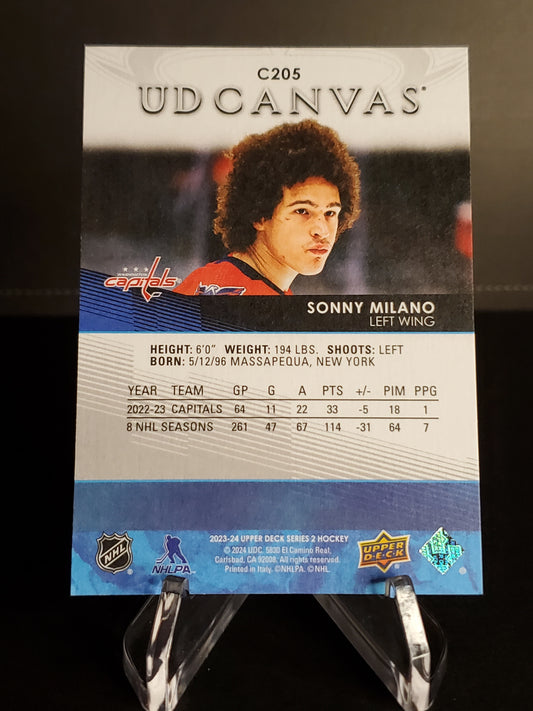 C205
UD CANVAS
WASHINGTON
capitals
SONNY MILANO
LEFT WING
HEIGHT: 6'0" WEIGHT: 194 LBS. SHOOTS: LEFT
BORN: 5/12/96 MASSAPEQUA, NEW YORK
YEAR TEAM GP G A PTS +/- PIM PPG
2022-23 CAPITALS 64 11 22 33 -5 18 1
8 NHL SEASONS 261 47 67 114 -31 64 7
2023-24 UPPER DECK SERIES 2 HOCKEY
© 2024 UDC. 5830 El Camino Real,
Carlsbad, CA 92008. All rights reserved.
Printed in Italy. ©NHLPA. ©NHL.
NHL
NHLPA
UPPER
DECK